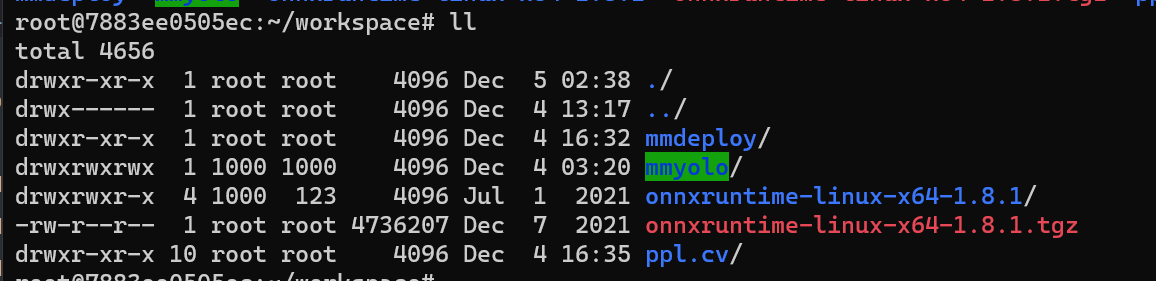 root@7883ee0505ec:~/workspace# ll
total 4656
drwxr-xr-x  1 root root    4096 Dec  5 02:38 ./
drwx------  1 root root    4096 Dec  4 13:17 ../
drwxr-xr-x  1 root root    4096 Dec  4 16:32 mmdeploy/
drwxrwxrwx  1 1000 1000    4096 Dec  4 03:20 mmyolo/
drwxrwxr-x  4 1000  123    4096 Jul  1  2021 onnxruntime-linux-x64-1.8.1/
-rw-r--r--  1 root root 4736207 Dec  7  2021 onnxruntime-linux-x64-1.8.1.tgz
drwxr-xr-x 10 root root    4096 Dec  4 16:35 ppl.cv/
root@7883ee0505ec:~/workspace#